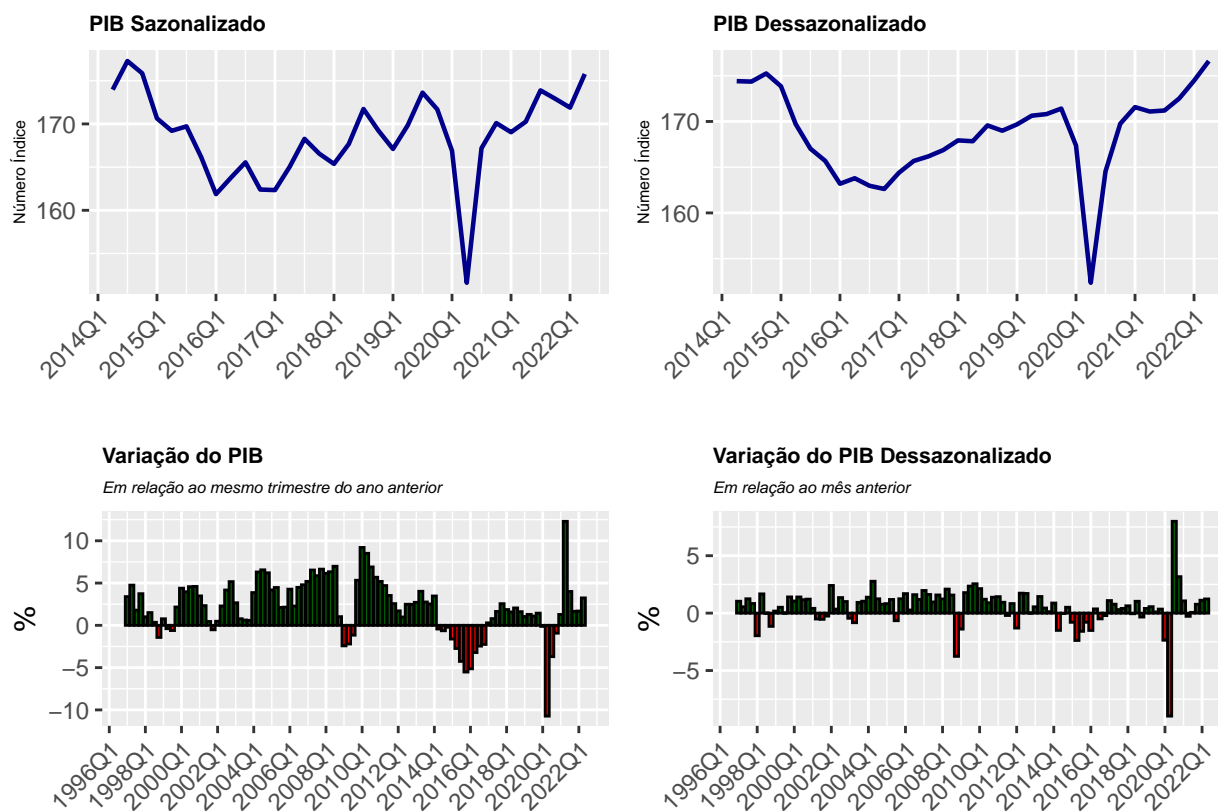 PIB Sazonalizado
Número Índice
170
160
2014Q1
2015Q1
2016Q1
2017Q1
2018Q1
2019Q1
2020Q1
2021Q1
2022Q1
PIB Dessazonalizado
Número Índice
170
160
2014Q1
2015Q1
2016Q1
2017Q1
2018Q1
2019Q1
2020Q1
2021Q1
2022Q1
Variação do PIB
Em relação ao mesmo trimestre do ano anterior
%
10
5
0
−5
−10
1996Q1
1998Q1
2000Q1
2002Q1
2004Q1
2006Q1
2008Q1
2010Q1
2012Q1
2014Q1
2016Q1
2018Q1
2020Q1
2022Q1
Variação do PIB Dessazonalizado
Em relação ao mês anterior
%
5
0
−5
1996Q1
1998Q1
2000Q1
2002Q1
2004Q1
2006Q1
2008Q1
2010Q1
2012Q1
2014Q1
2016Q1
2018Q1
2020Q1
2022Q1